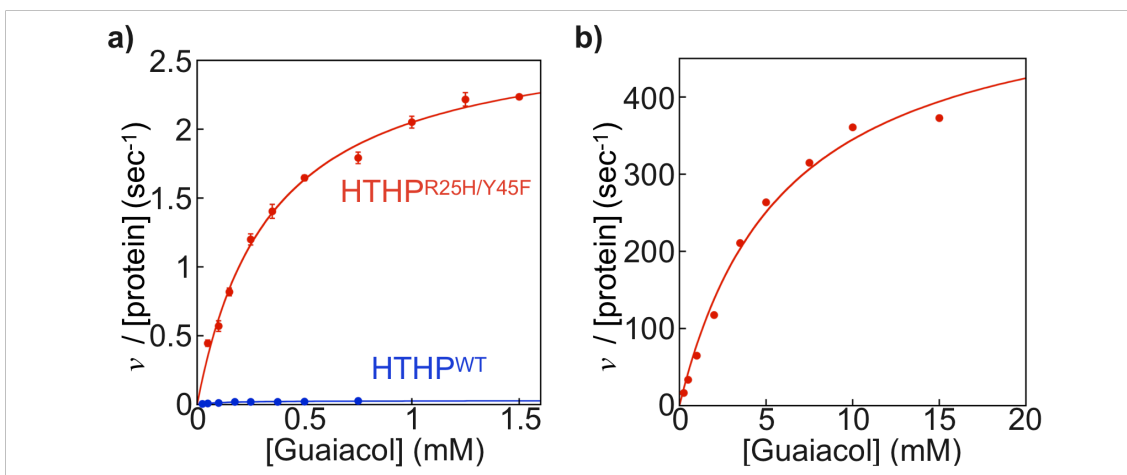 a)
b)
2.5
2
1.5
1
0.5
0
v / [protein] (sec⁻¹)
HTHPR25H/Y45F
HTHPWT
0
0.5
1
1.5
[Guaiacol] (mM)
400
300
200
100
0
v / [protein] (sec⁻¹)
0
5
10
15
20
[Guaiacol] (mM)